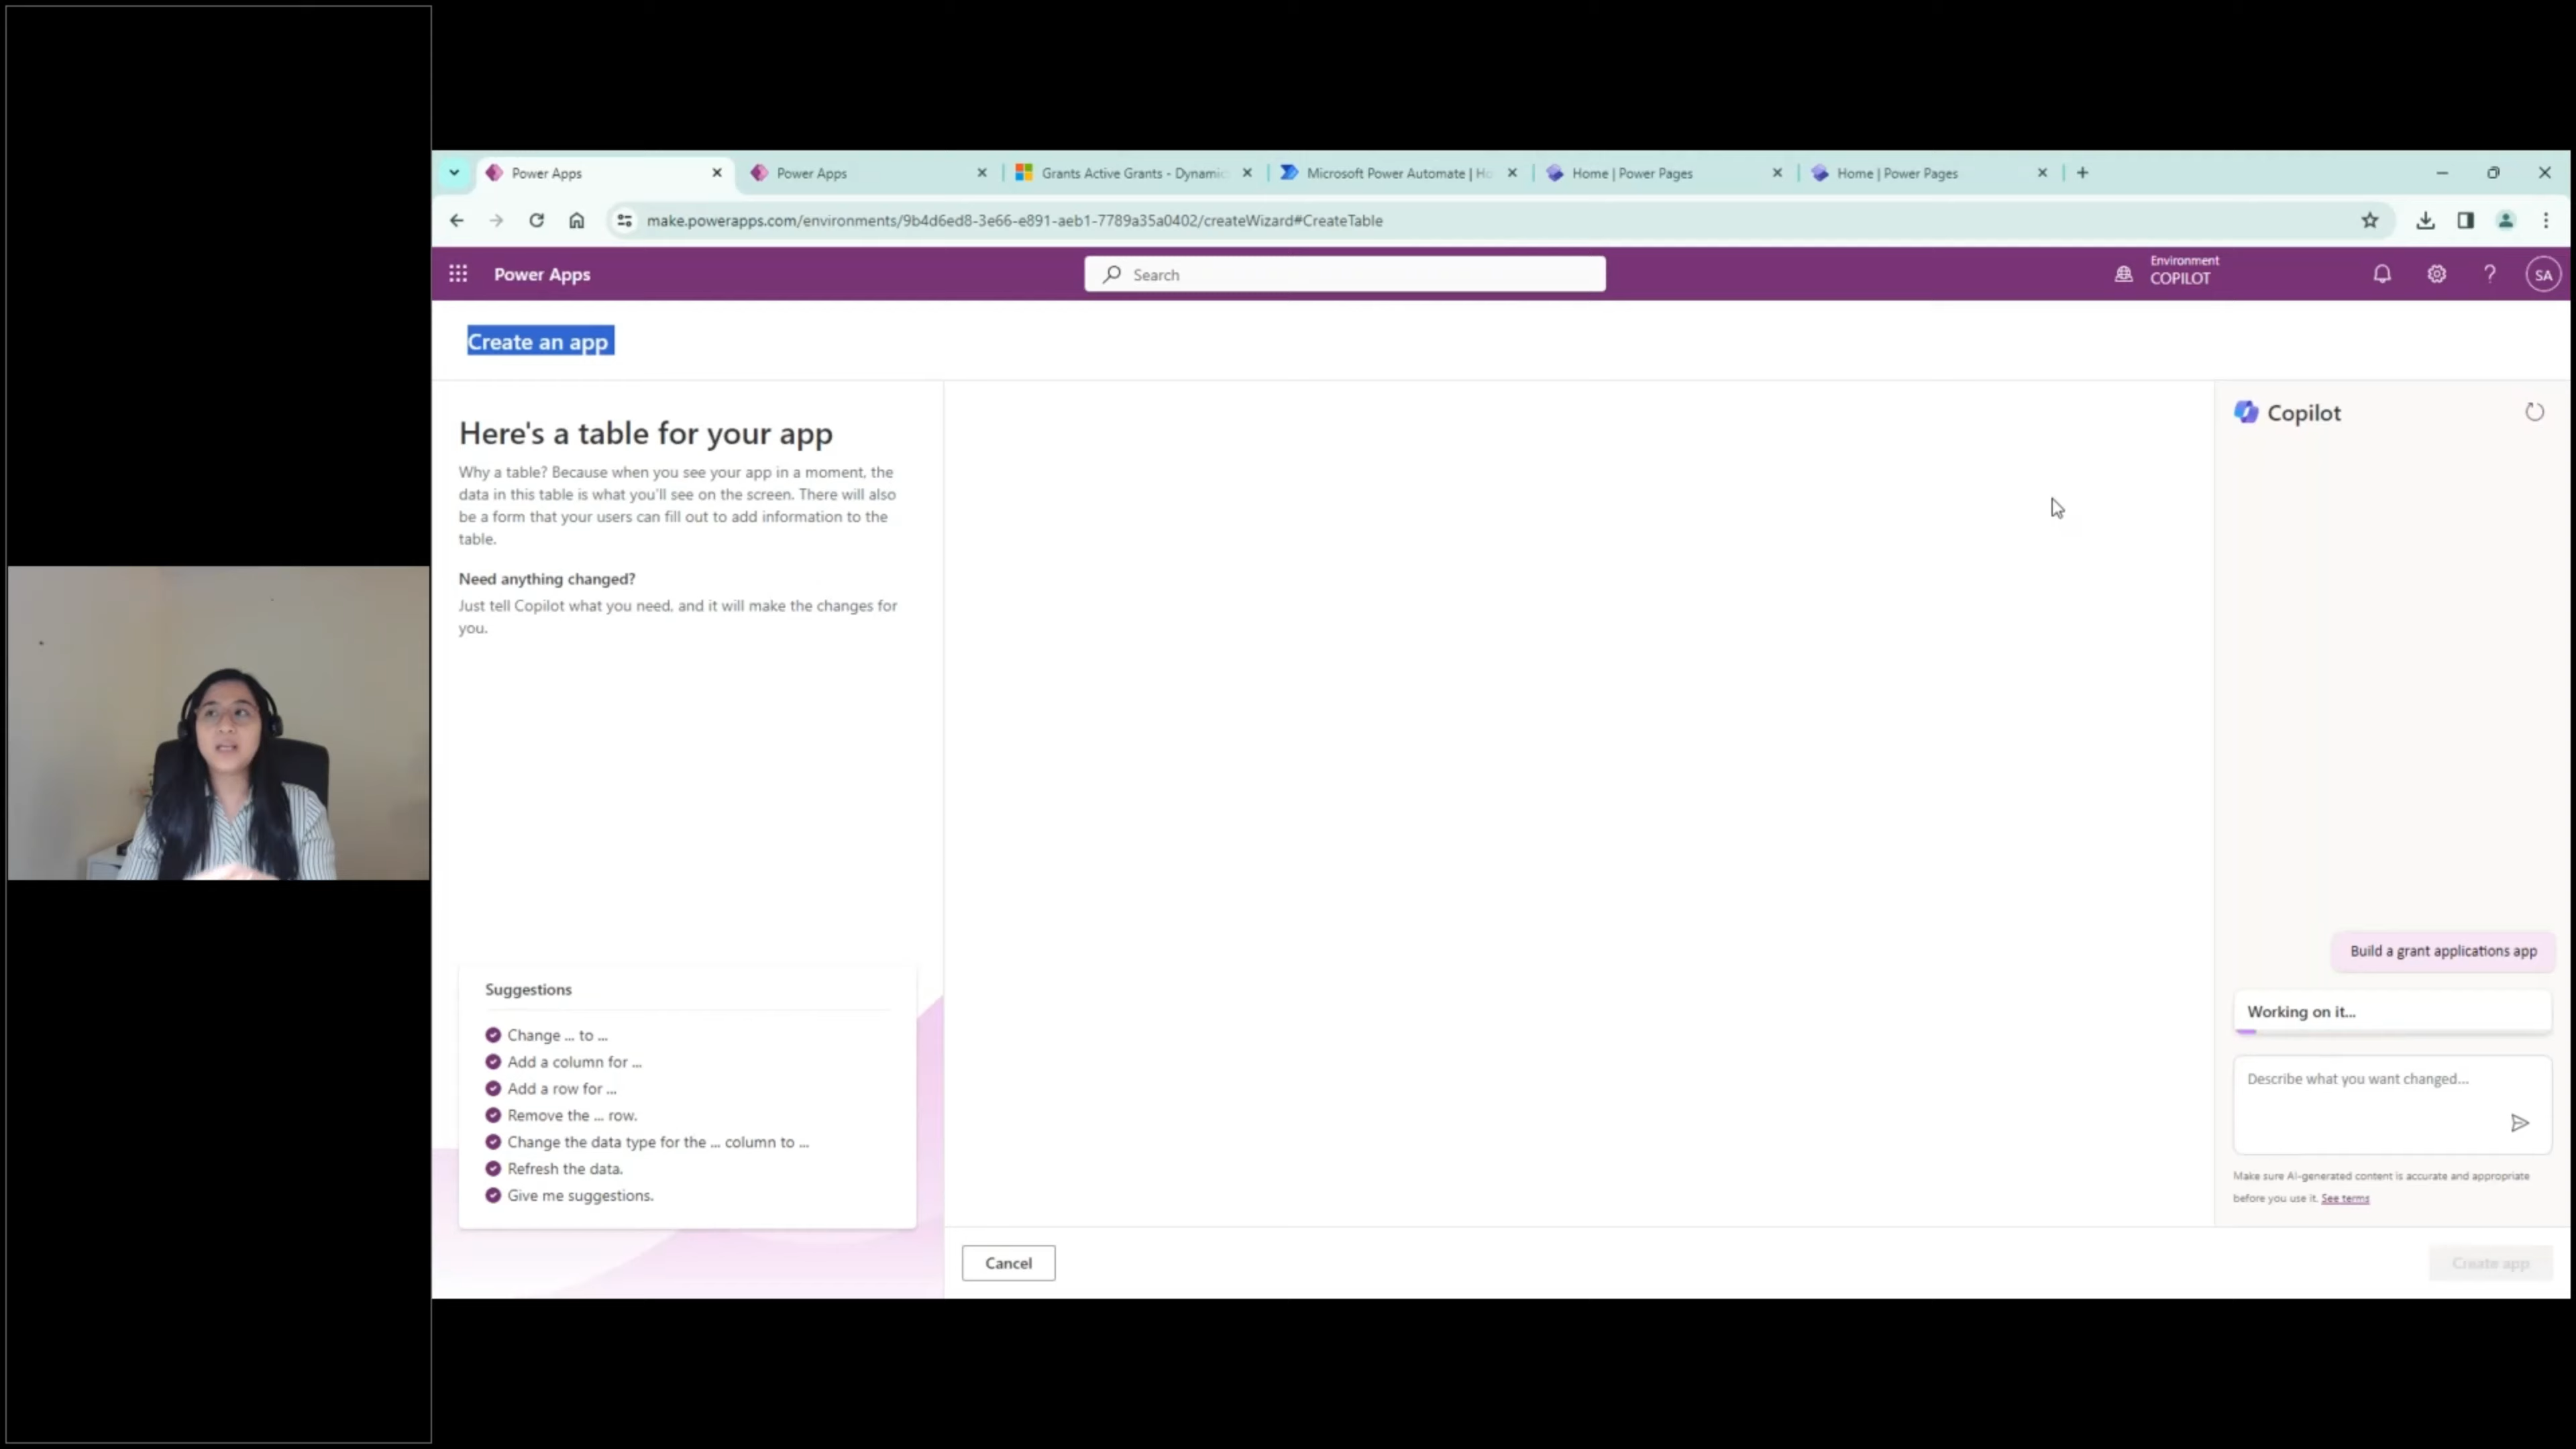 Power Apps
Power Apps
Grants Active Grants - Dynamic
Microsoft Power Automate | Ho
Home | Power Pages
Home | Power Pages
make.powerapps.com/environments/9b4d6ed8-3e66-e891-aeb1-7789a35a0402/createWizard#CreateTable
Power Apps
Search
Environment
COPILOT
SA
Create an app
Here's a table for your app
Why a table? Because when you see your app in a moment, the
data in this table is what you'll see on the screen. There will also
be a form that your users can fill out to add information to the
table.
Need anything changed?
Just tell Copilot what you need, and it will make the changes for
you.
Suggestions
Change ... to ...
Add a column for ...
Add a row for ...
Remove the ... row.
Change the data type for the ... column to ...
Refresh the data.
Give me suggestions.
Copilot
Build a grant applications app
Working on it...
Describe what you want changed...
Make sure AI-generated content is accurate and appropriate
before you use it. See terms
Cancel
Create app